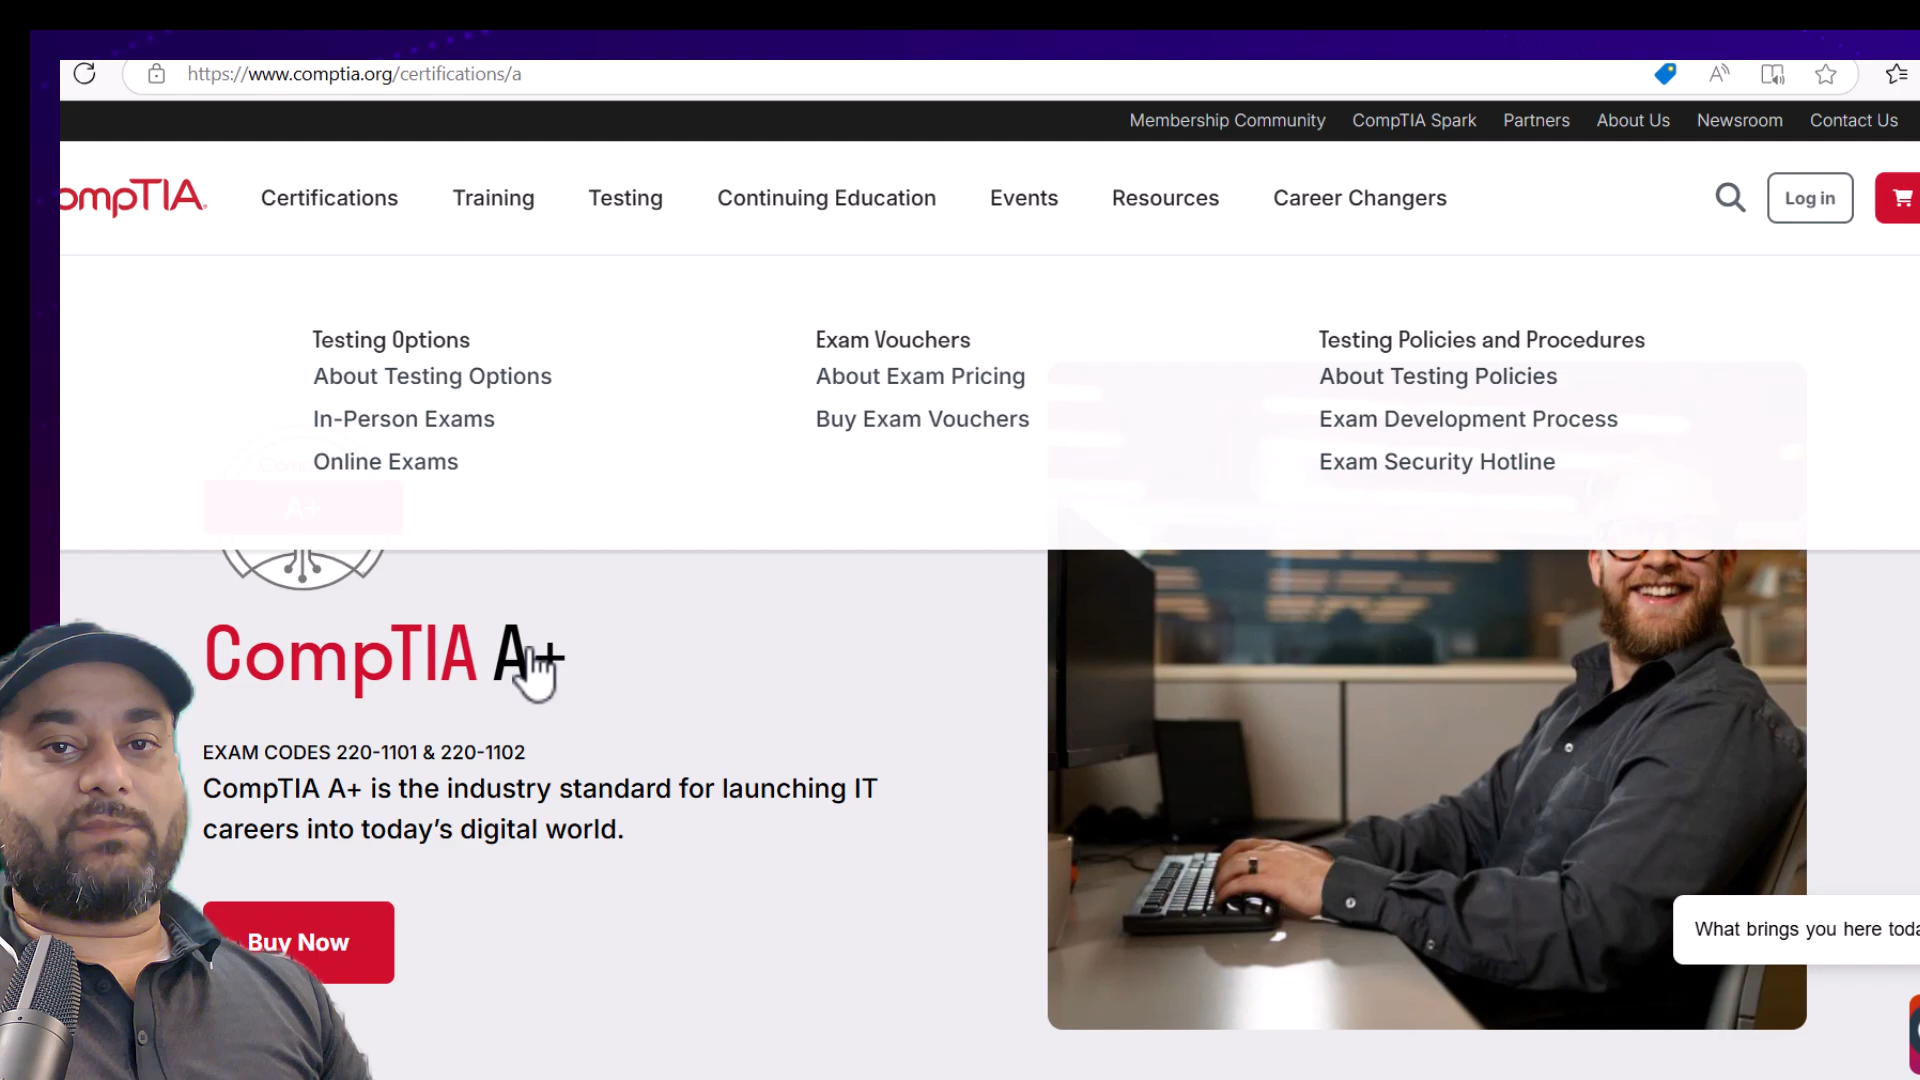 https://www.comptia.org/certifications/a
Membership Community CompTIA Spark Partners About Us Newsroom Contact Us
ompTIA. Certifications Training Testing Continuing Education Events Resources Career Changers Log in
Testing Options Exam Vouchers Testing Policies and Procedures
About Testing Options About Exam Pricing About Testing Policies
In-Person Exams Buy Exam Vouchers Exam Development Process
Online Exams Exam Security Hotline
A+
CompTIA A+
EXAM CODES 220-1101 & 220-1102
CompTIA A+ is the industry standard for launching IT
careers into today’s digital world.
Buy Now
What brings you here toda